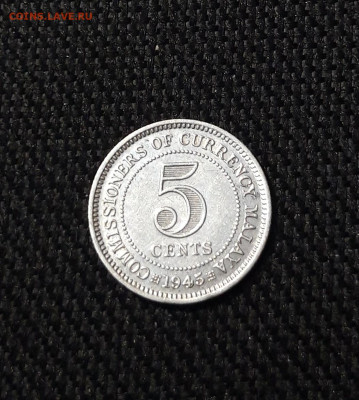 COINS.LAVE.RU
COMMISSIONERS OF CURRENCY MALAYA
5
CENTS
1945